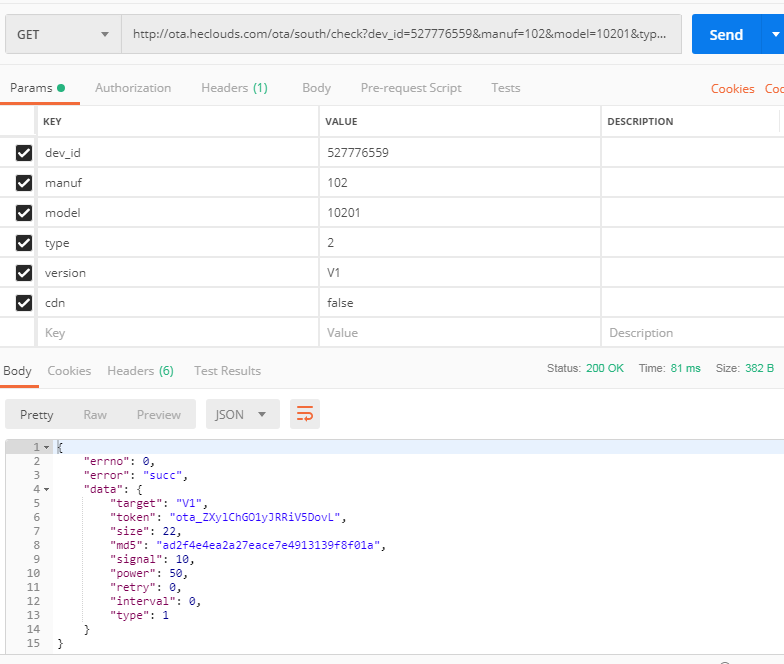 GET http://ota.heclouds.com/ota/south/check?dev_id=527776559&manuf=102&model=10201&typ... Send
Params Authorization Headers (1) Body Pre-request Script Tests Cookies Coc
KEY VALUE DESCRIPTION
dev_id 527776559
manuf 102
model 10201
type 2
version V1
cdn false
Key Value Description
Body Cookies Headers (6) Test Results Status: 200 OK Time: 81 ms Size: 382 B
Pretty Raw Preview JSON
1 {
2 "errno": 0,
3 "error": "succ",
4 "data": {
5 "target": "V1",
6 "token": "ota_ZXylChGO1yJRRiV5DovL",
7 "size": 22,
8 "md5": "ad2f4e4ea2a27eace7e4913139f8f01a",
9 "signal": 10,
10 "power": 50,
11 "retry": 0,
12 "interval": 0,
13 "type": 1
14 }
15 }